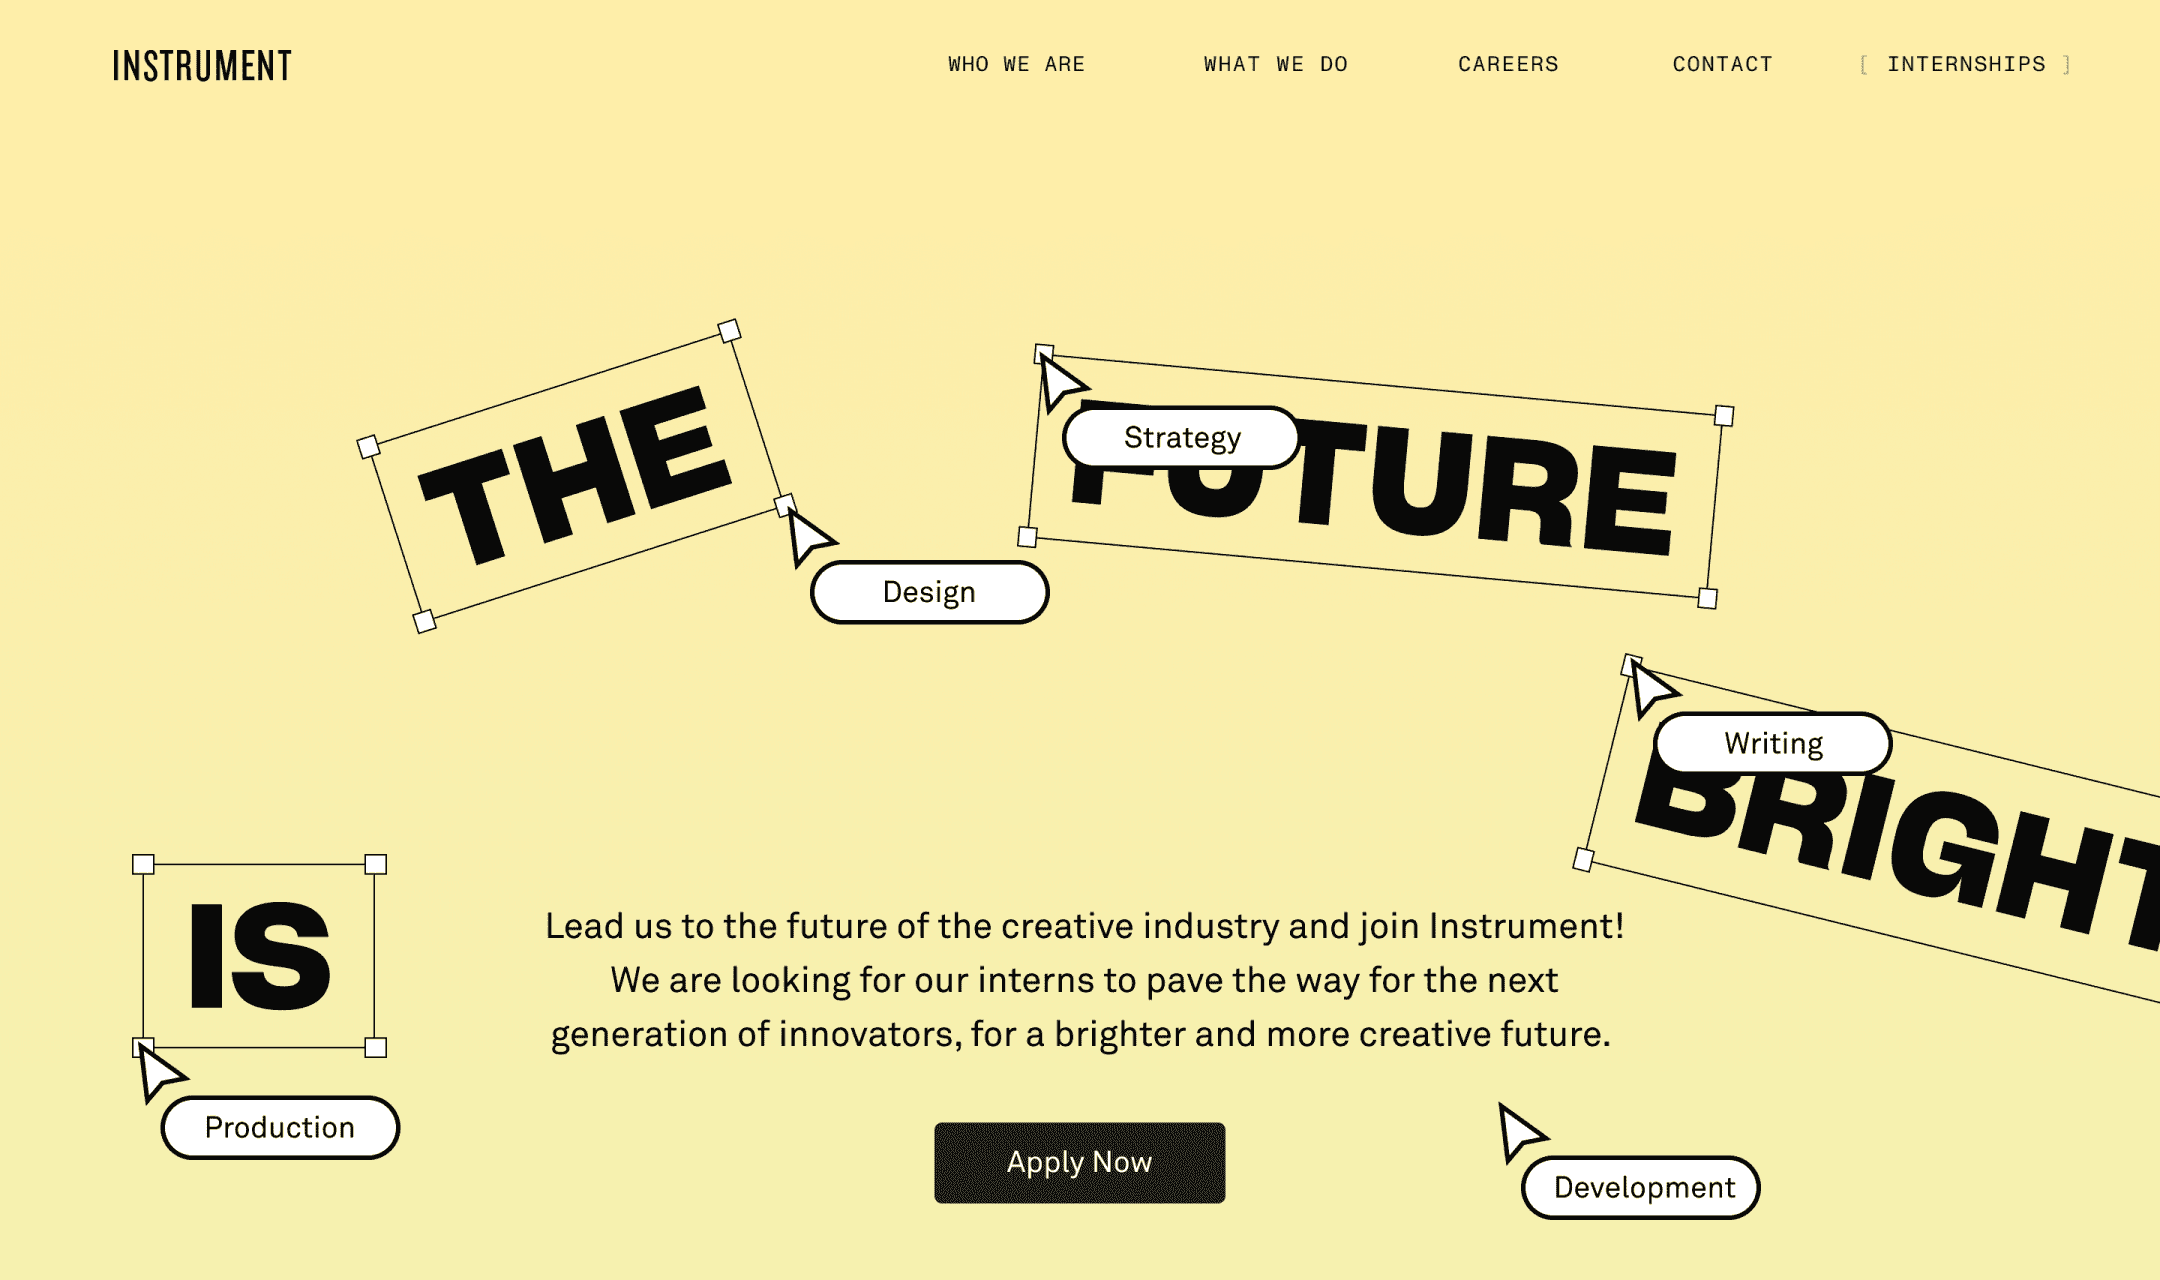 INSTRUMENT
WHO WE ARE
WHAT WE DO
CAREERS
CONTACT
[ INTERNSHIPS ]
THE
Design
FUTURE
Strategy
IS
Production
BRIGHT
Writing
Lead us to the future of the creative industry and join Instrument!
We are looking for our interns to pave the way for the next
generation of innovators, for a brighter and more creative future.
Apply Now
Development